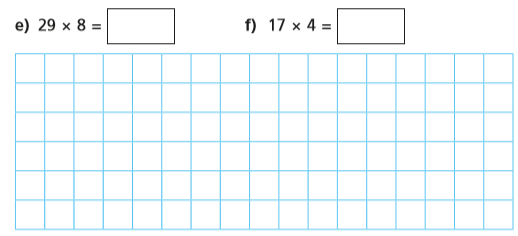 e) 29 × 8 = f) 17 × 4 =